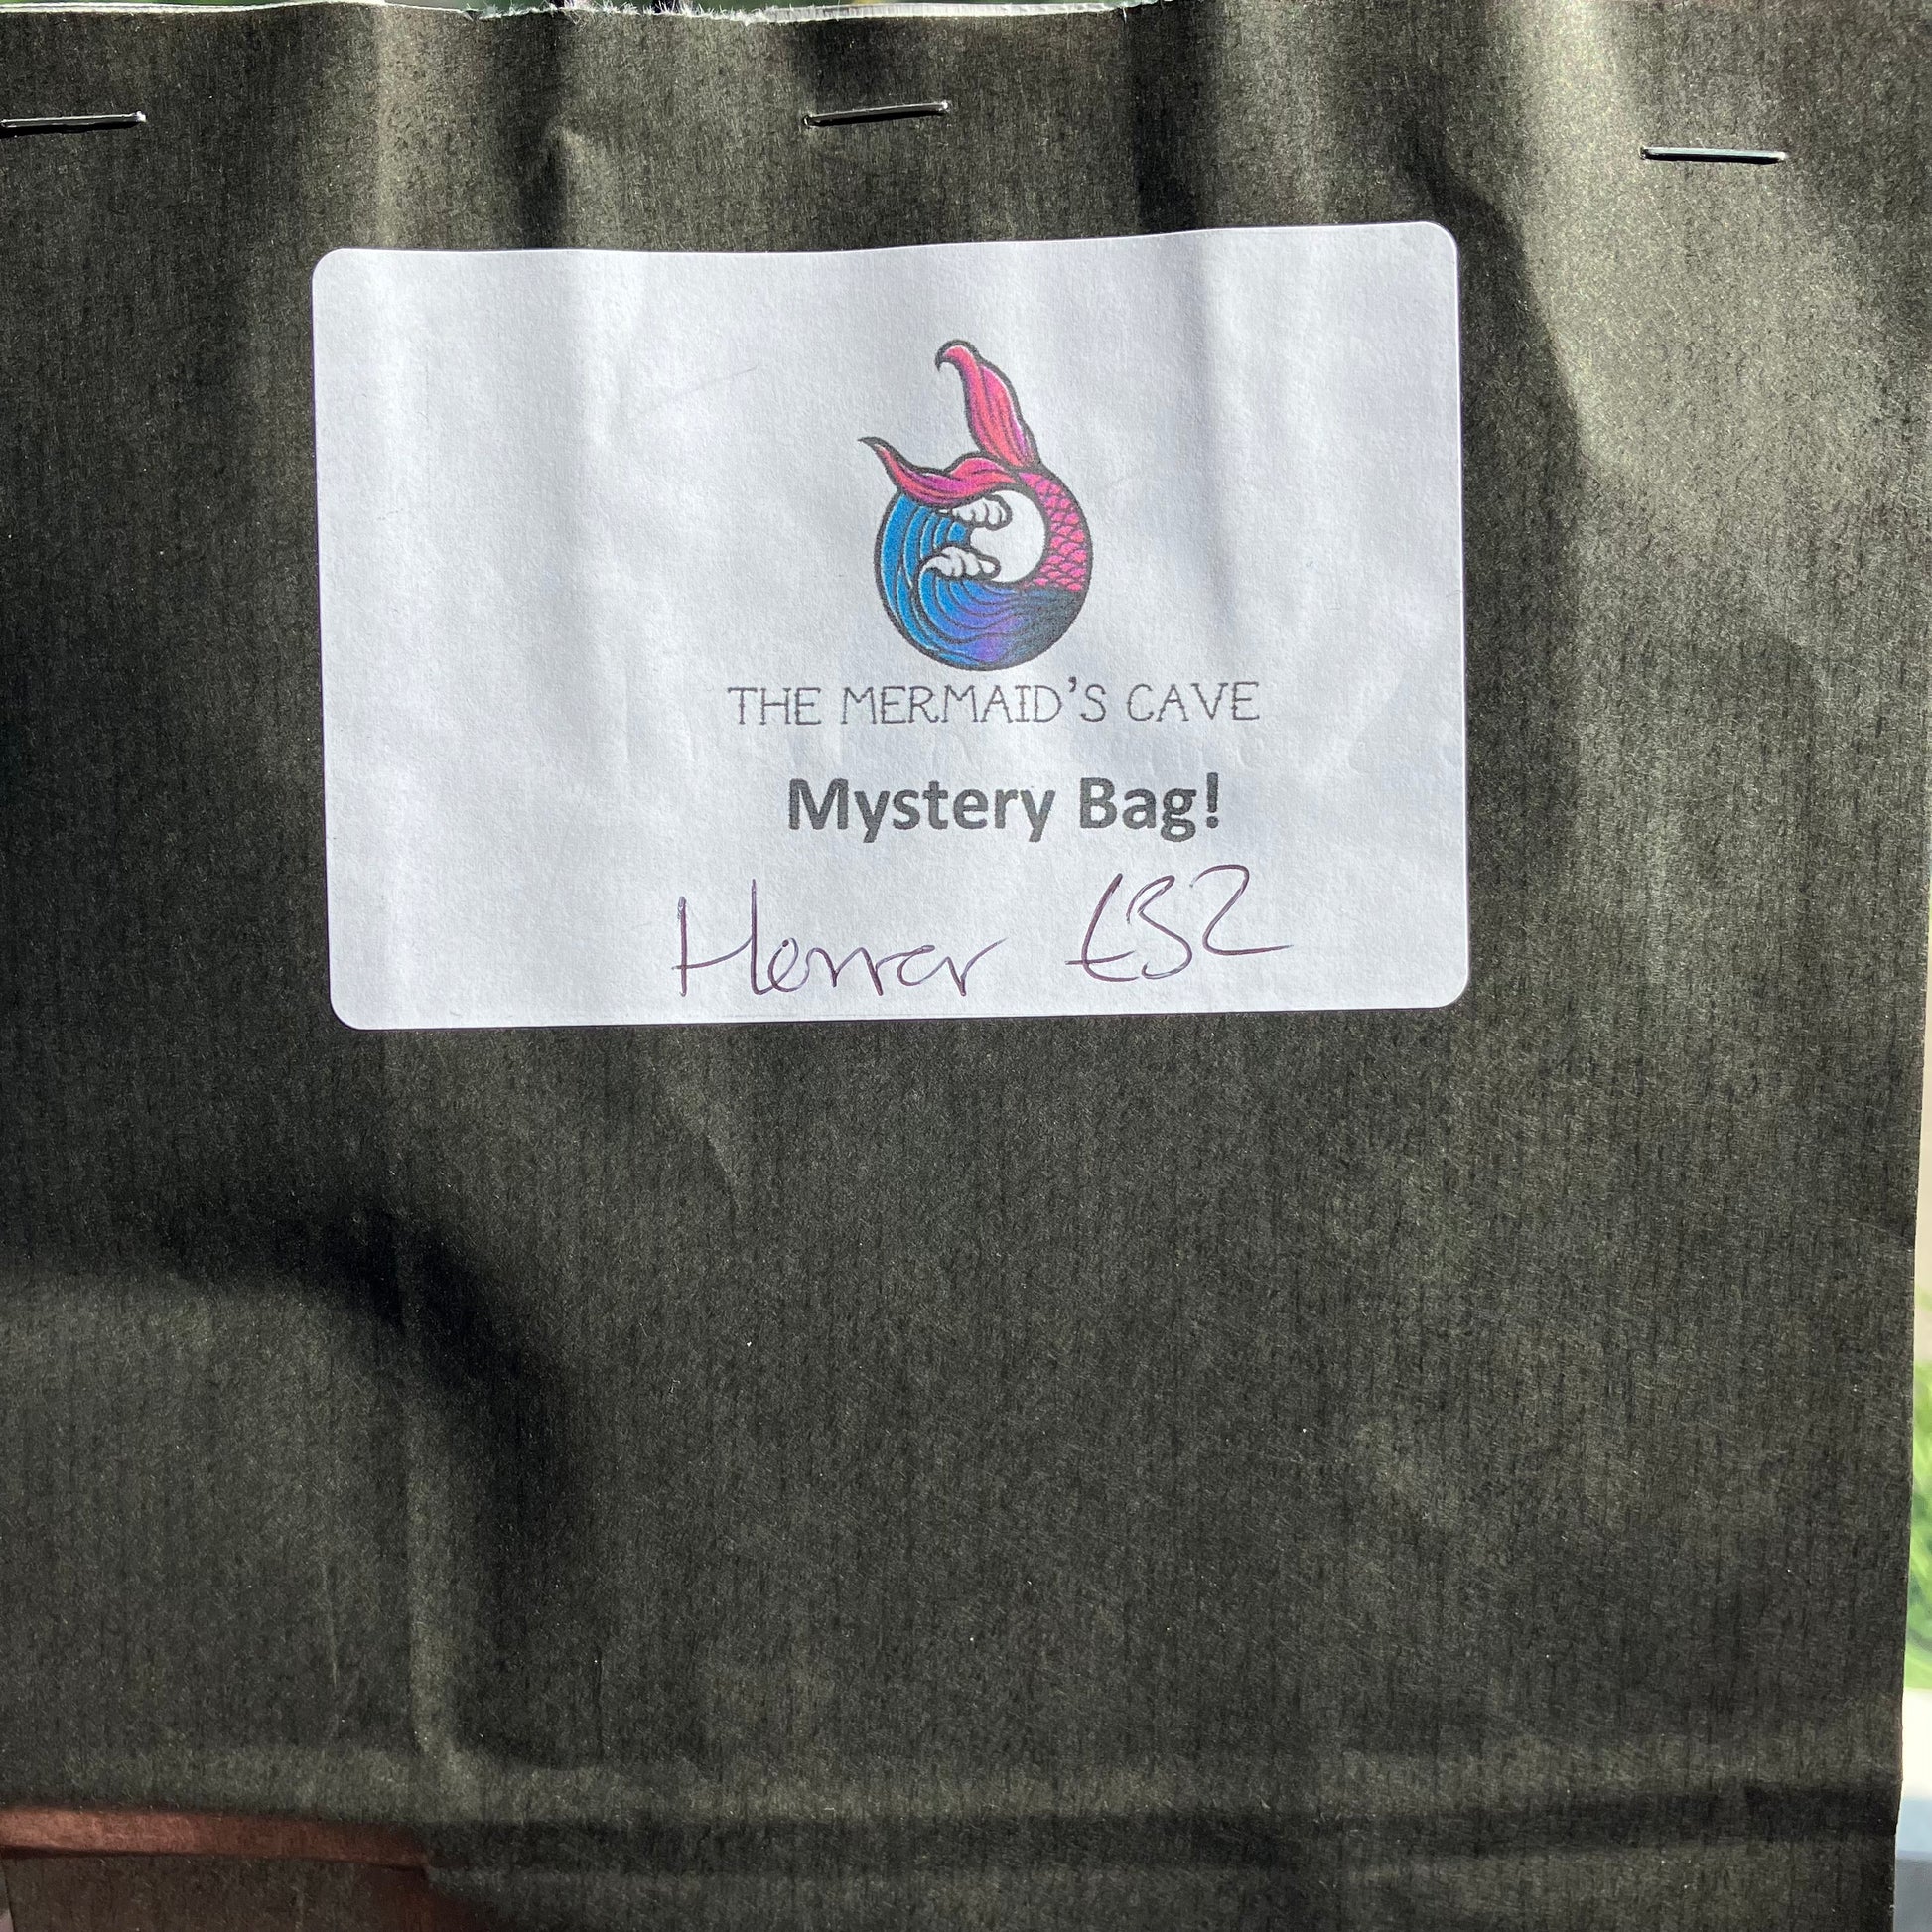 THE MERMAID'S CAVE
Mystery Bag!
Horror £32